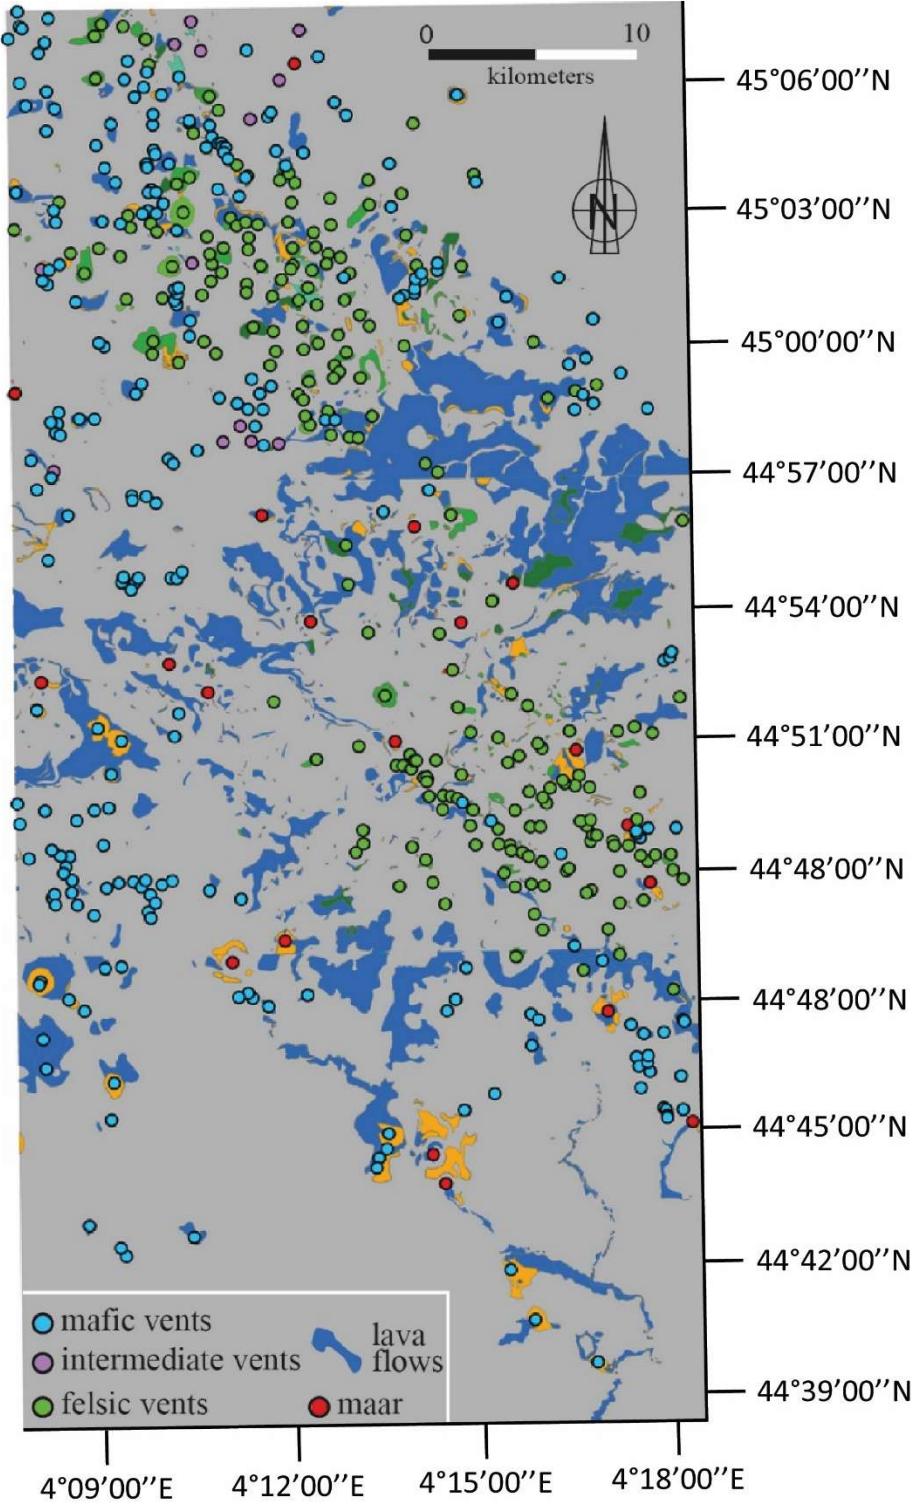 0 10
kilometers
45°06’00’’N
N
45°03’00’’N
45°00’00’’N
44°57’00’’N
44°54’00’’N
44°51’00’’N
44°48’00’’N
44°48’00’’N
44°45’00’’N
44°42’00’’N
44°39’00’’N
mafic vents
intermediate vents
felsic vents
lava
flows
maar
4°09’00’’E 4°12’00’’E 4°15’00’’E 4°18’00’’E